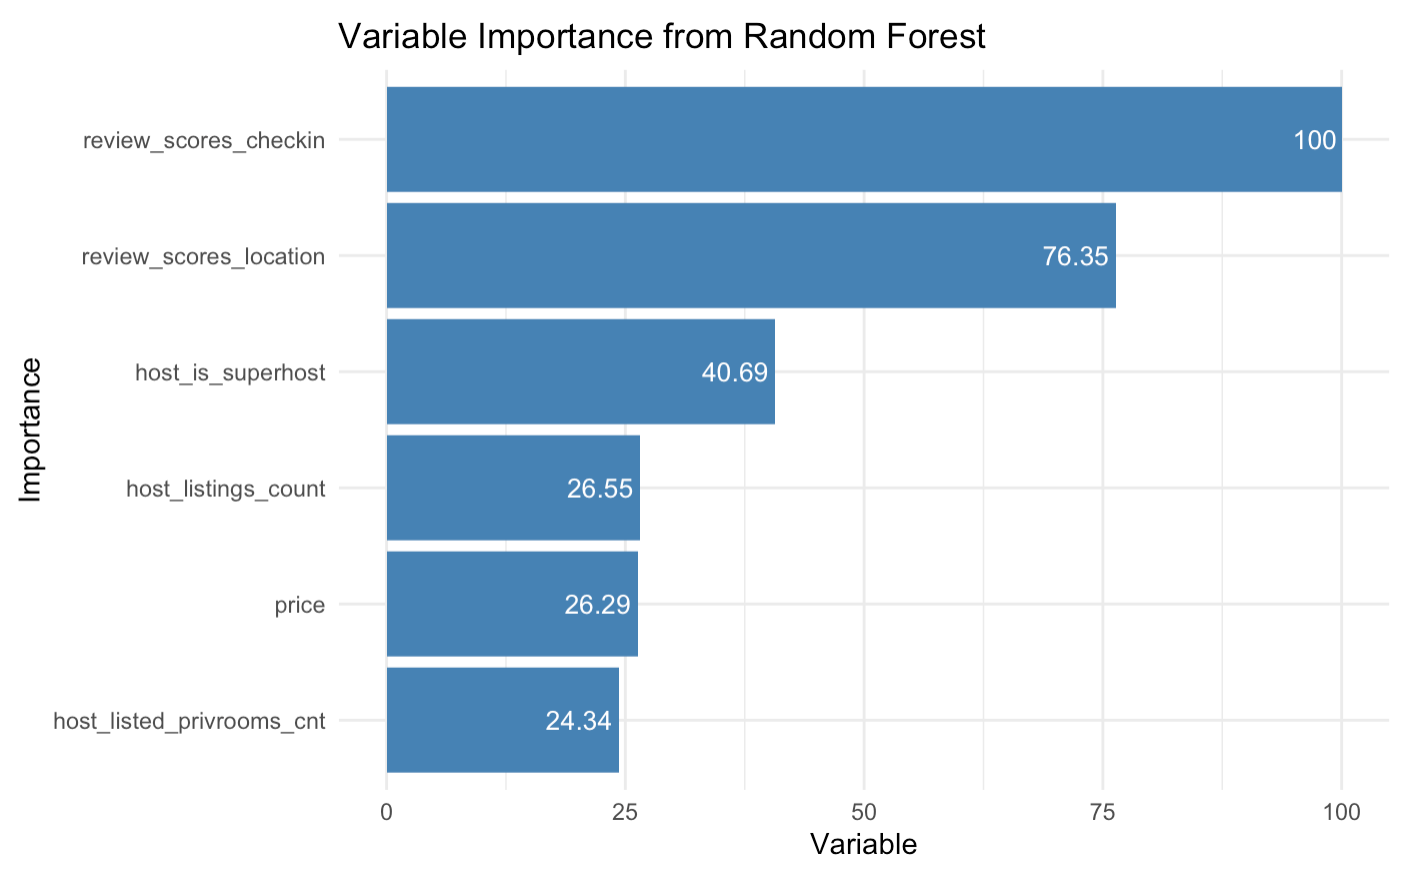 Variable Importance from Random Forest
review_scores_checkin
100
review_scores_location
76.35
host_is_superhost
40.69
Importance
host_listings_count
26.55
price
26.29
host_listed_privrooms_cnt
24.34
0 25 50 75 100
Variable